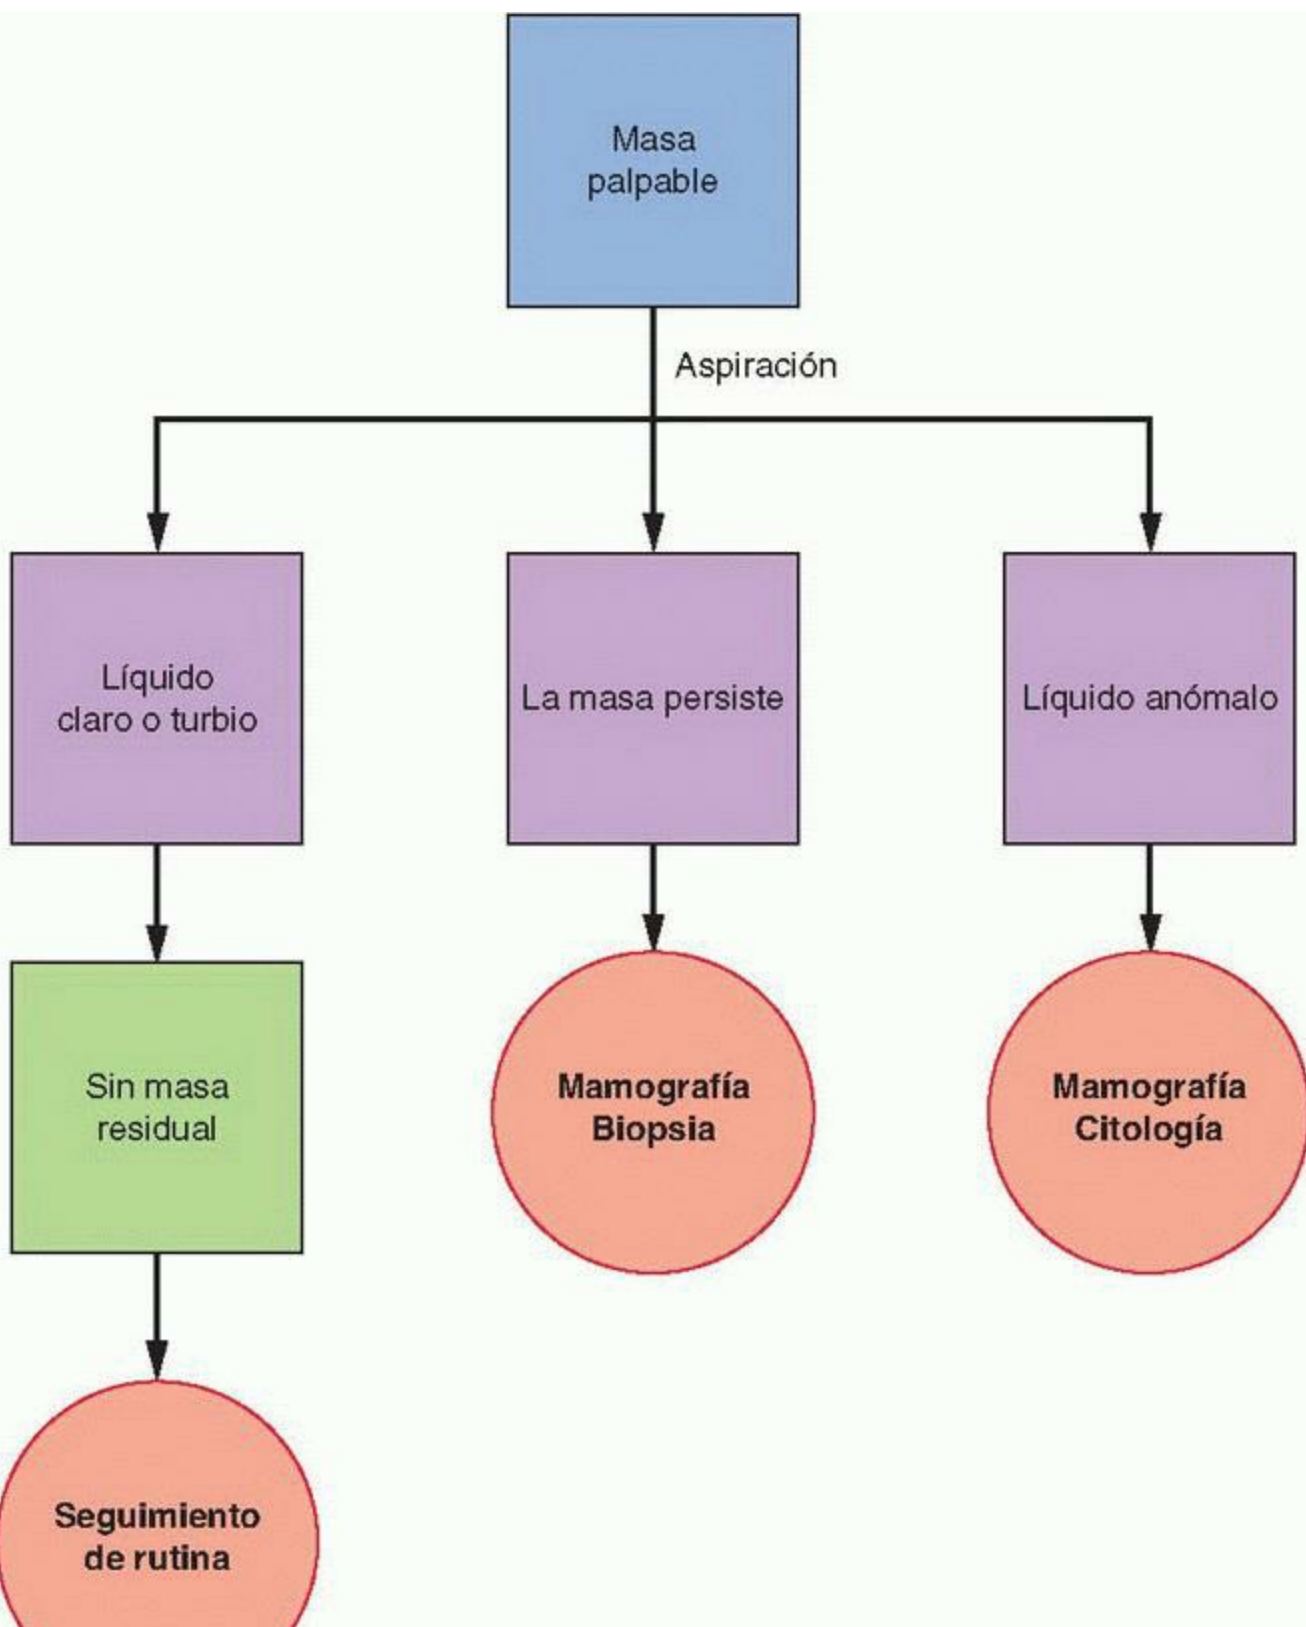 Masa
palpable
Aspiración
Líquido
claro o turbio
La masa persiste
Líquido anómalo
Sin masa
residual
Mamografía
Biopsia
Mamografía
Citología
Seguimiento
de rutina